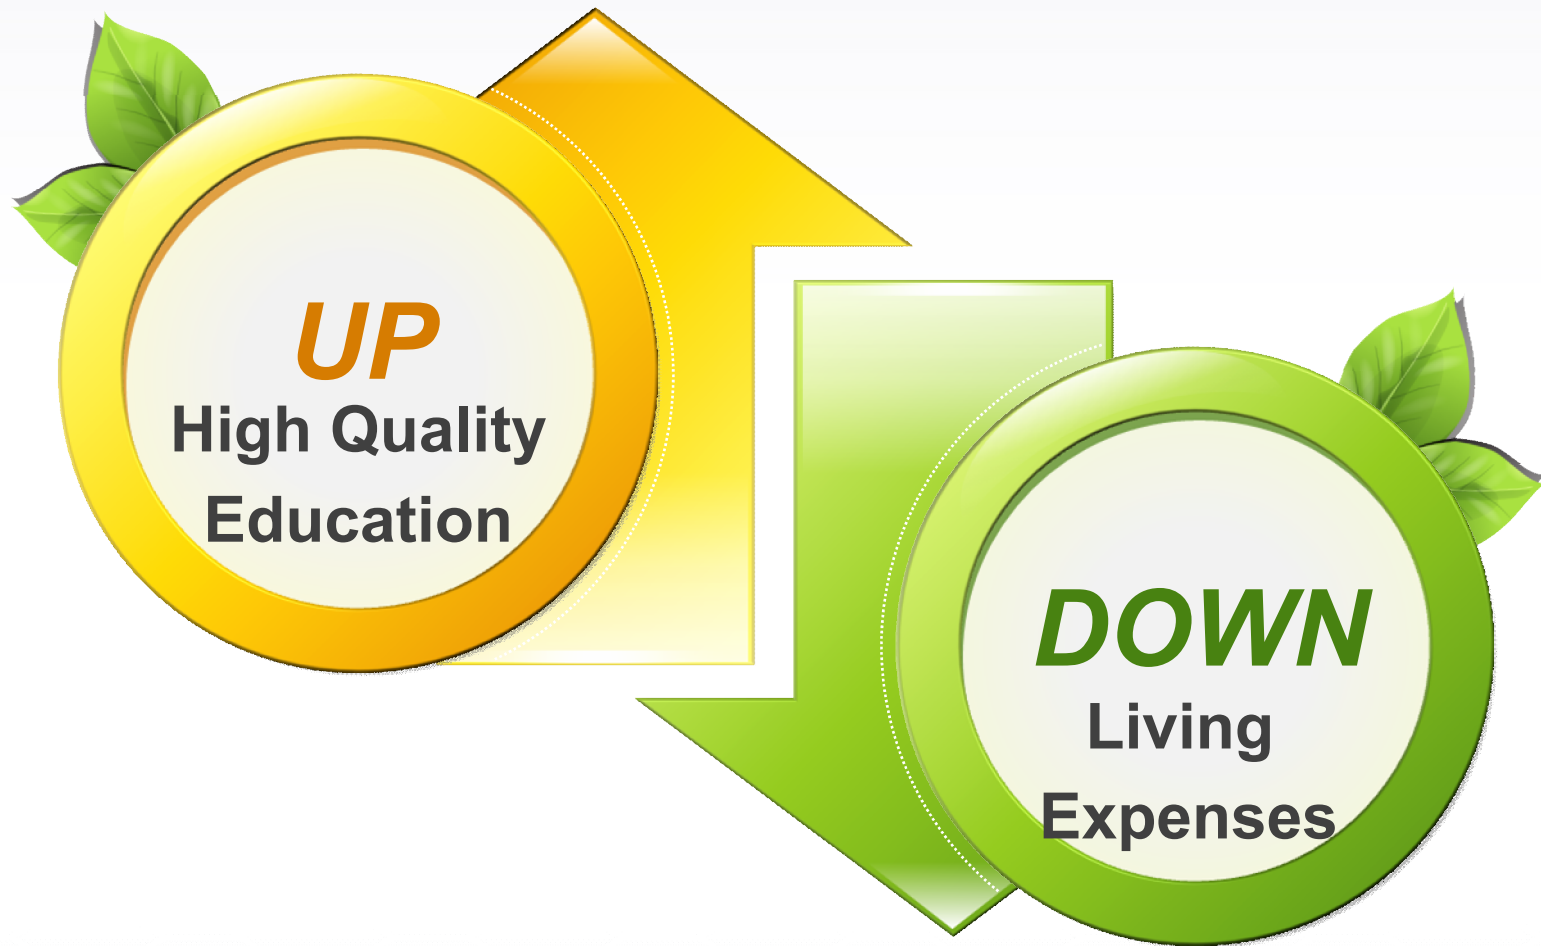 UP
High Quality
Education
DOWN
Living
Expenses